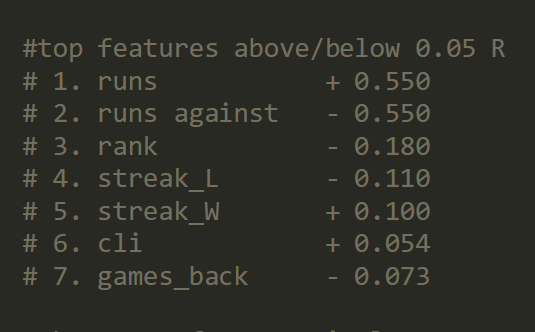 #top features above/below 0.05 R
# 1. runs + 0.550
# 2. runs against - 0.550
# 3. rank - 0.180
# 4. streak_L - 0.110
# 5. streak_W + 0.100
# 6. cli + 0.054
# 7. games_back - 0.073